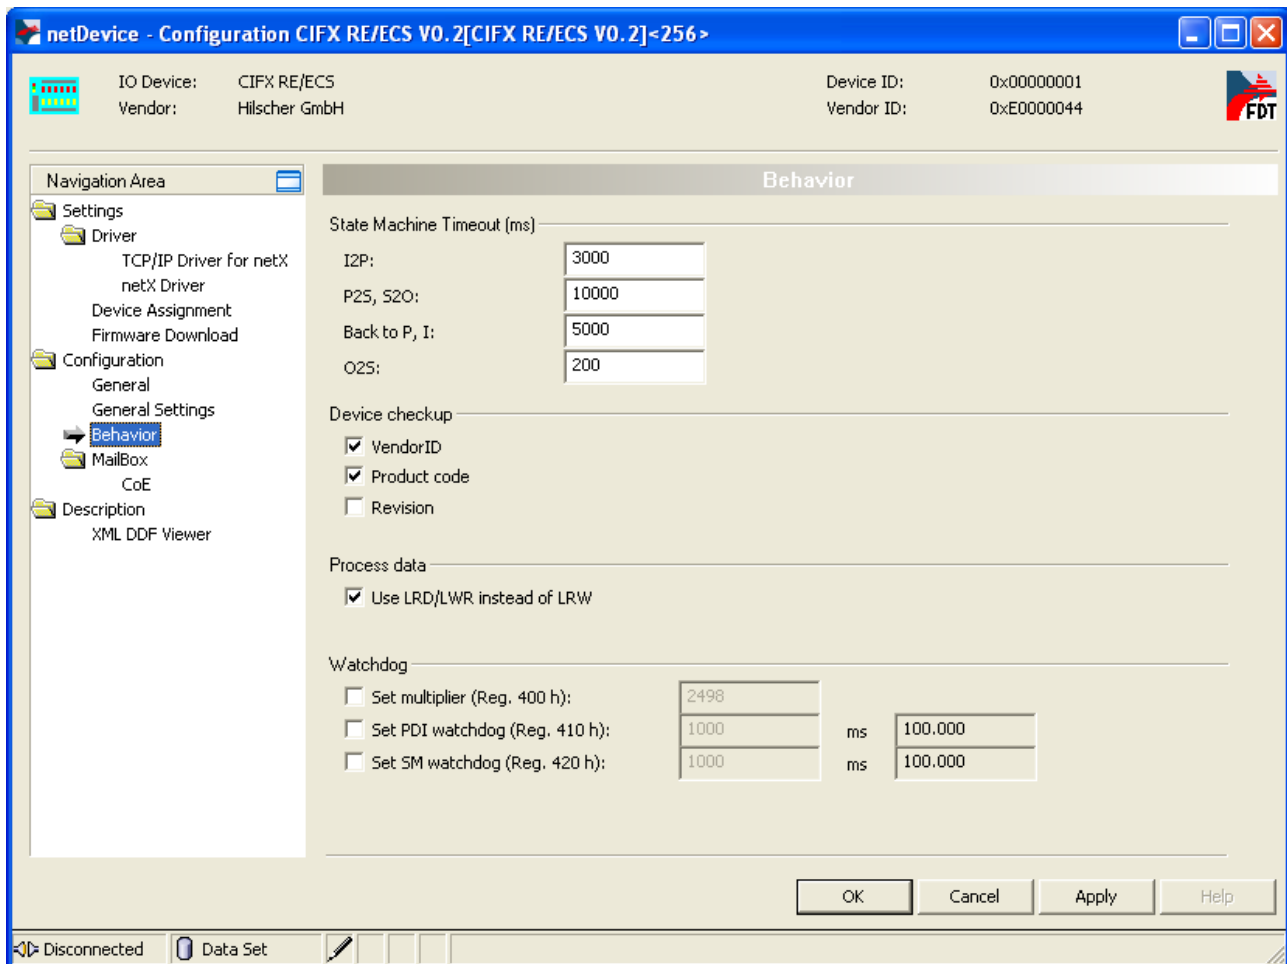 netDevice - Configuration CIFX RE/ECS V0.2[CIFX RE/ECS V0.2]<256>
IO Device: CIFX RE/ECS Device ID: 0x00000001
Vendor: Hilscher GmbH Vendor ID: 0xE0000044
FDT
Navigation Area
Settings
Driver
TCP/IP Driver for netX
netX Driver
Device Assignment
Firmware Download
Configuration
General
General Settings
Behavior
MailBox
CoE
Description
XML DDF Viewer
Behavior
State Machine Timeout (ms)
I2P: 3000
P2S, S2O: 10000
Back to P, I: 5000
O2S: 200
Device checkup
VendorID
Product code
Revision
Process data
Use LRD/LWR instead of LRW
Watchdog
Set multiplier (Reg. 400 h): 2498
Set PDI watchdog (Reg. 410 h): 1000 ms 100.000
Set SM watchdog (Reg. 420 h): 1000 ms 100.000
OK Cancel Apply Help
Disconnected Data Set